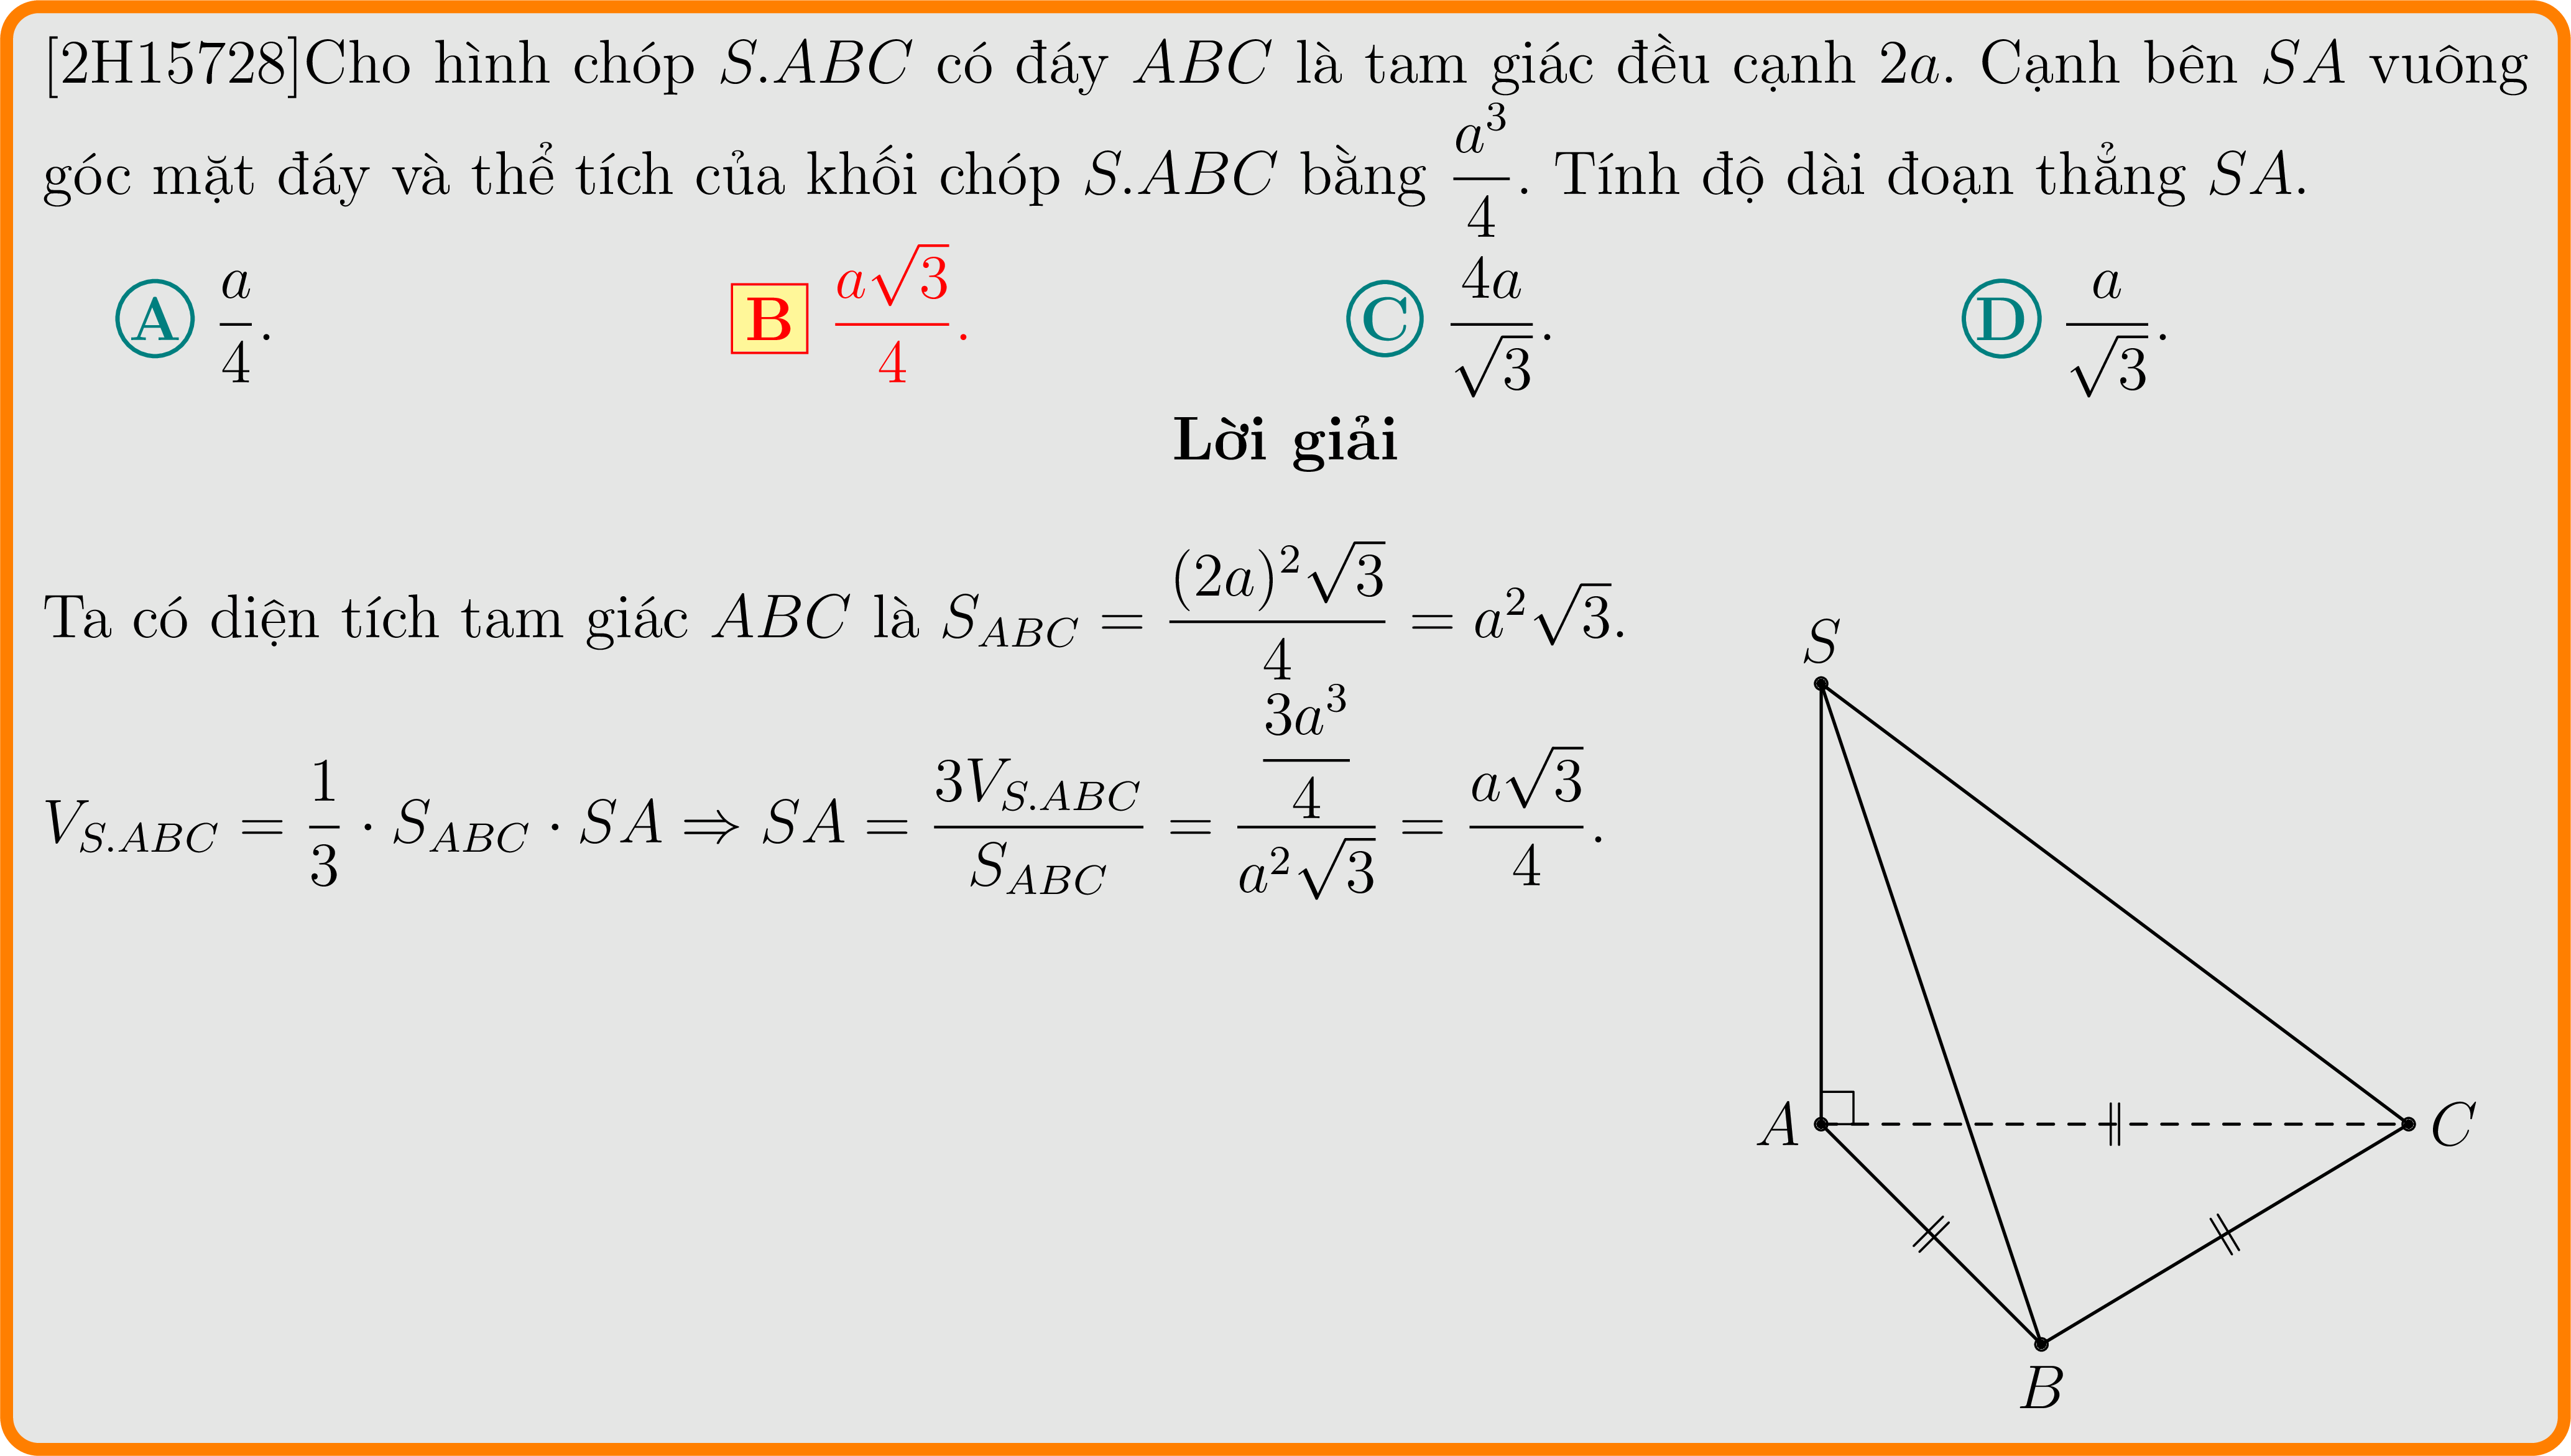 [2H15728]Cho hình chóp S.ABC có đáy ABC là tam giác đều cạnh 2a. Cạnh bên SA vuông
góc mặt đáy và thể tích của khối chóp S.ABC bằng \frac{a^3}{4}. Tính độ dài đoạn thẳng SA.
A \frac{a}{4}. B \frac{a\sqrt{3}}{4}. C \frac{4a}{\sqrt{3}}. D \frac{a}{\sqrt{3}}.
Lời giải
Ta có diện tích tam giác ABC là S_{ABC} = \frac{(2a)^2\sqrt{3}}{4} = a^2\sqrt{3}.
V_{S.ABC} = \frac{1}{3} · S_{ABC} · SA ⇒ SA = \frac{3V_{S.ABC}}{S_{ABC}} = \frac{\frac{3a^3}{4}}{a^2\sqrt{3}} = \frac{a\sqrt{3}}{4}.
S
A
C
B